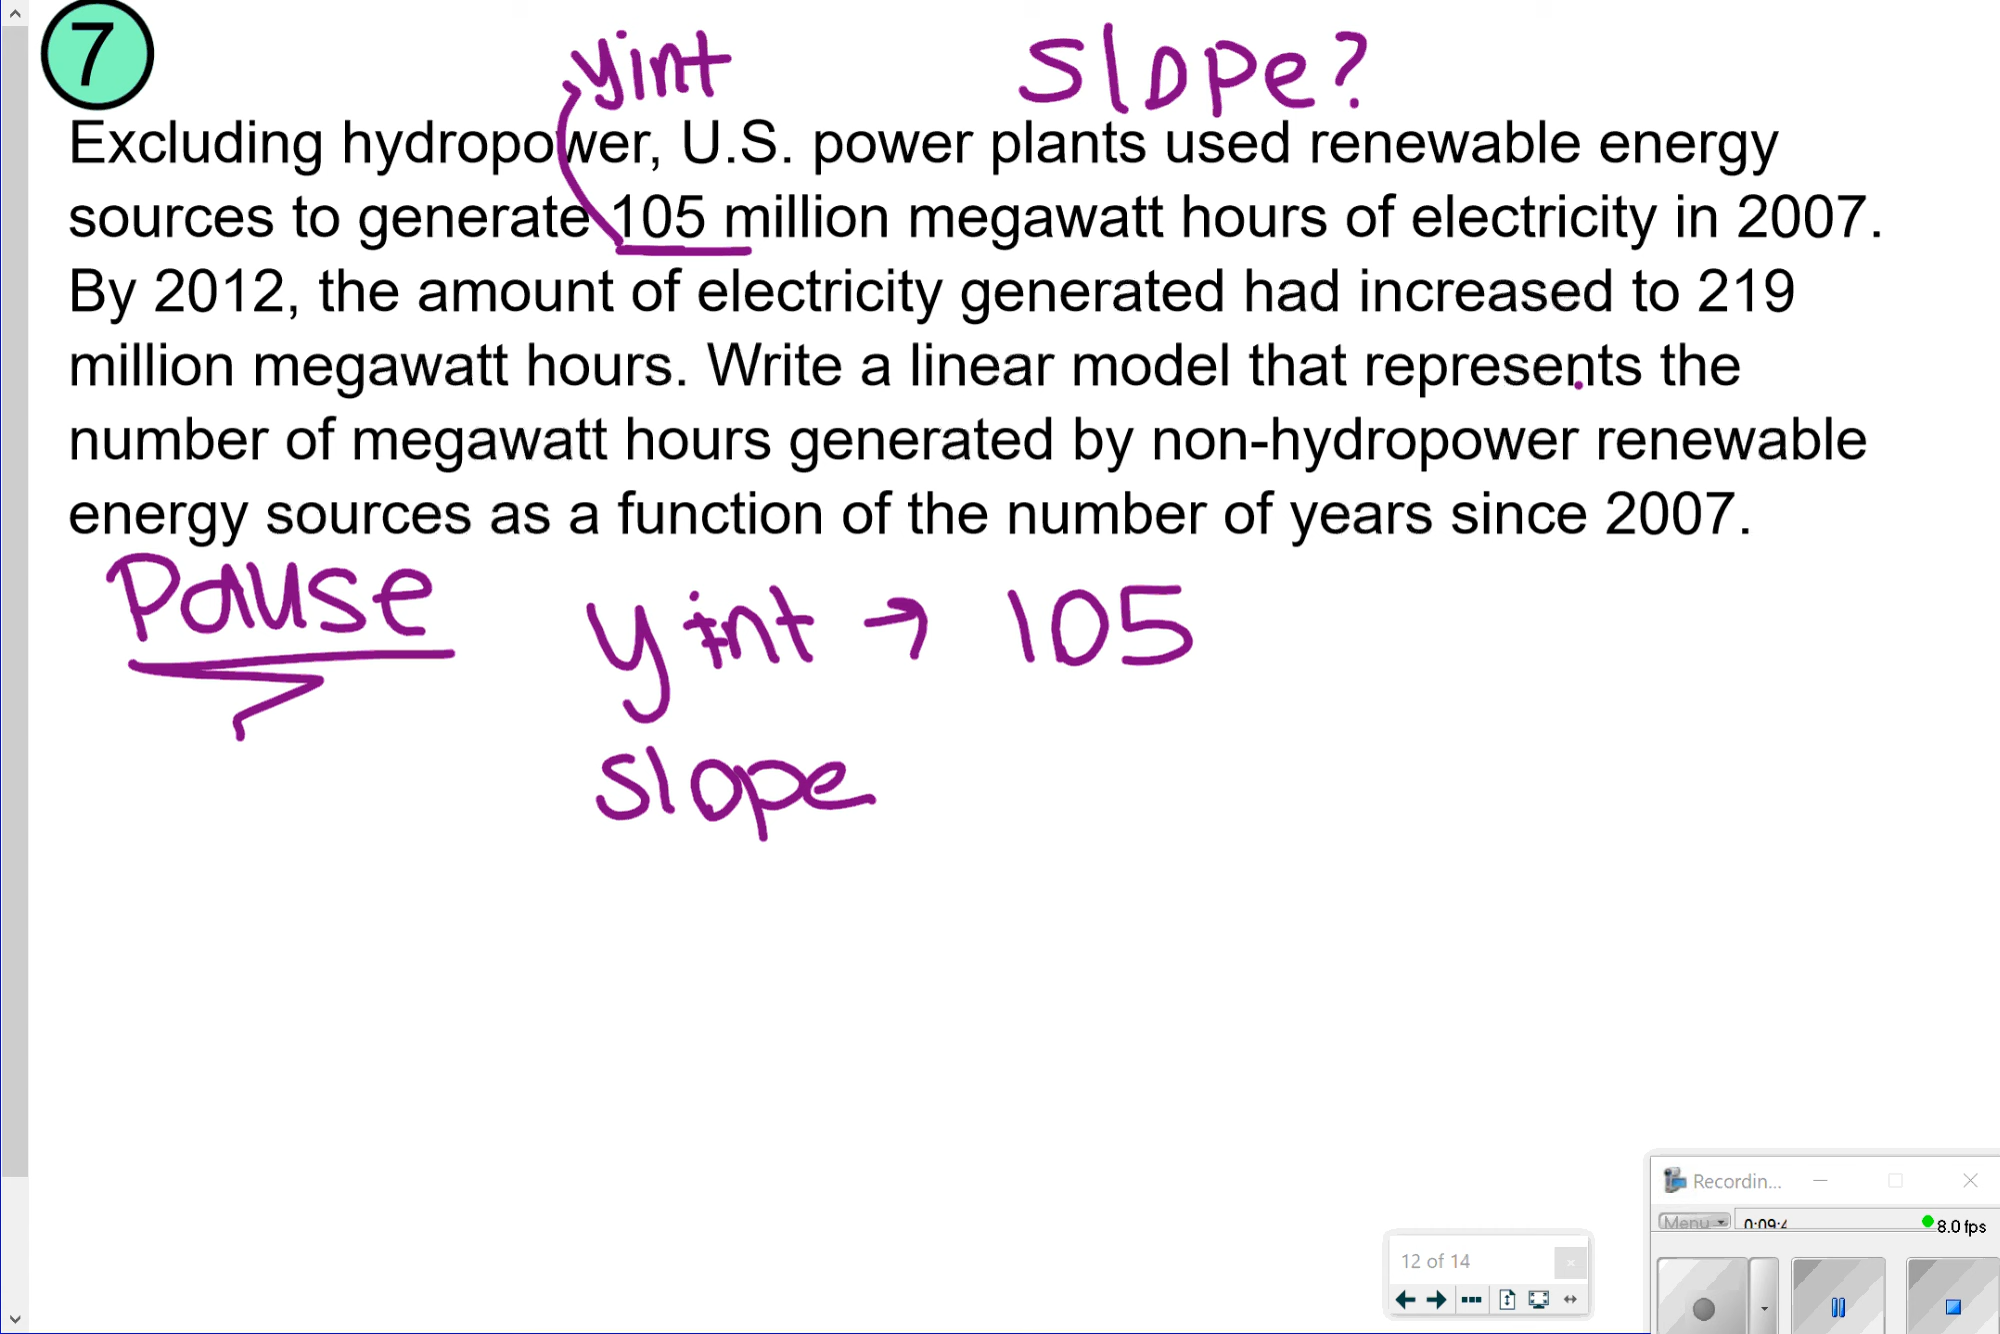 7
yint
slope?
Excluding hydropower, U.S. power plants used renewable energy
sources to generate 105 million megawatt hours of electricity in 2007.
By 2012, the amount of electricity generated had increased to 219
million megawatt hours. Write a linear model that represents the
number of megawatt hours generated by non-hydropower renewable
energy sources as a function of the number of years since 2007.
Pause
yint → 105
slope
Recordin...
Menu
8.0 fps
12 of 14